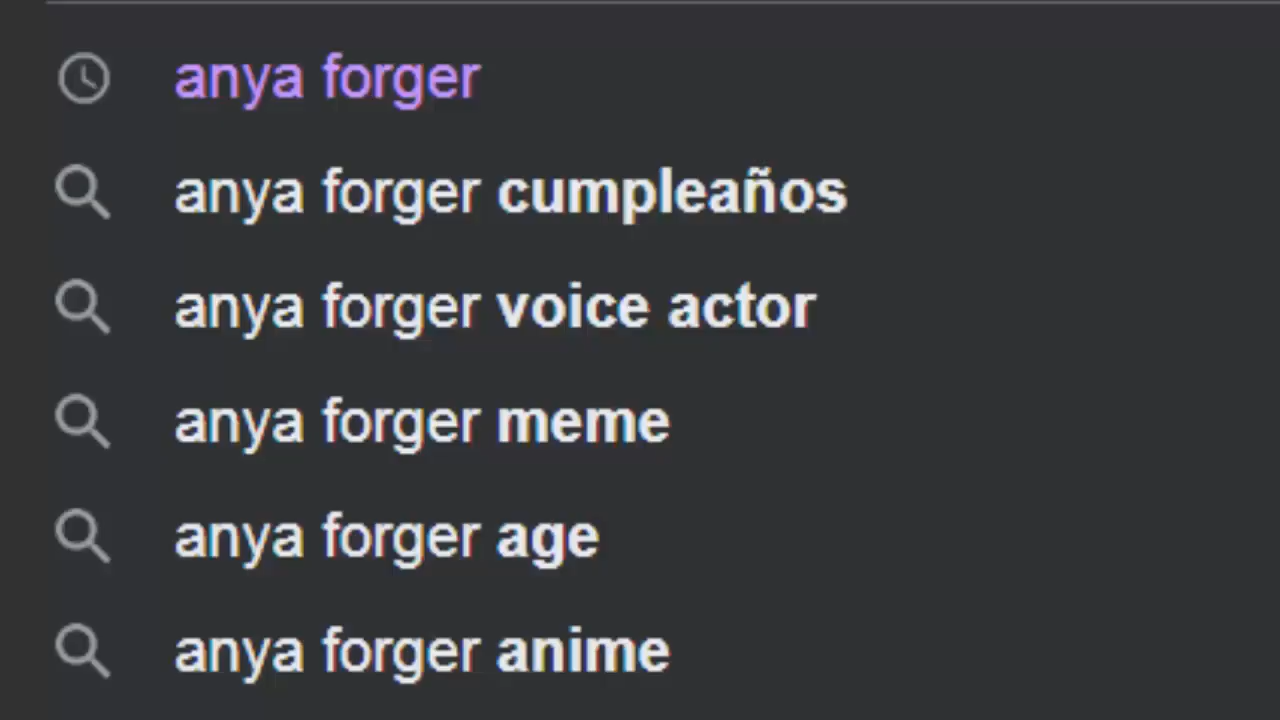 anya forger
anya forger cumpleaños
anya forger voice actor
anya forger meme
anya forger age
anya forger anime